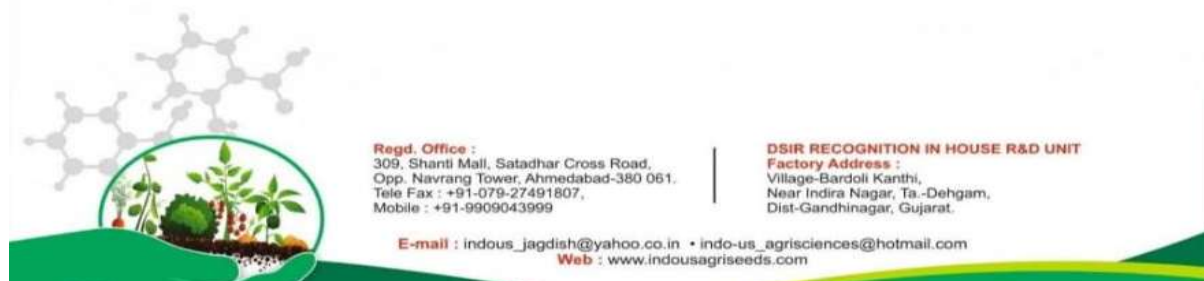 Regd. Office :
309, Shanti Mall, Satadhar Cross Road,
Opp. Navrang Tower, Ahmedabad-380 061.
Tele Fax : +91-079-27491807,
Mobile : +91-9909043999
DSIR RECOGNITION IN HOUSE R&D UNIT
Factory Address :
Village-Bardoli Kanthi,
Near Indira Nagar, Ta.-Dehgam,
Dist-Gandhinagar, Gujarat.
E-mail : indous_jagdish@yahoo.co.in • indo-us_agrisciences@hotmail.com
Web : www.indousagriseeds.com